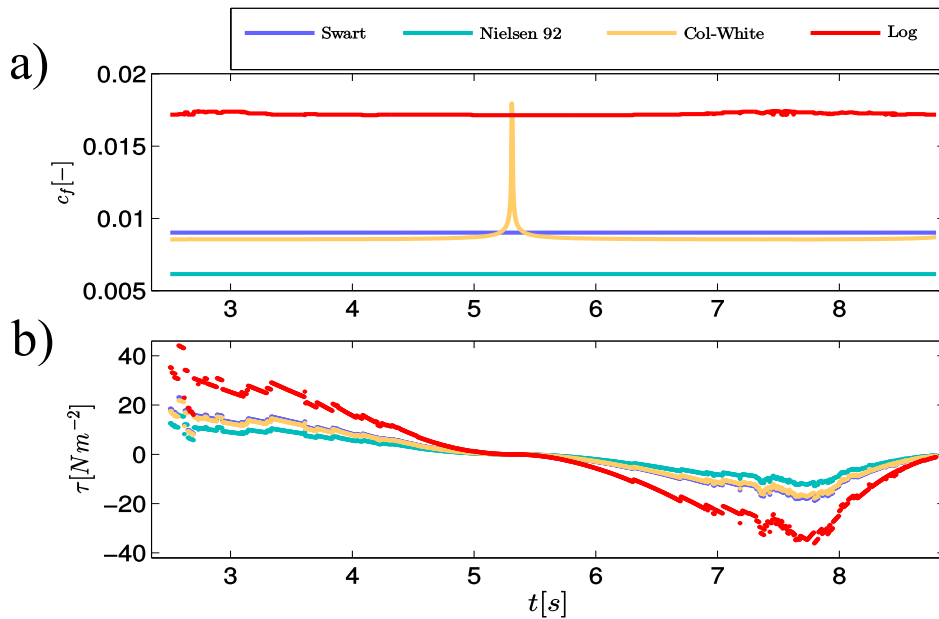 Swart Nielsen 92 Col-White Log
a)
0.02
0.015
0.01
0.005
c_f[-]
3 4 5 6 7 8
b)
40
20
0
−20
−40
τ[Nm⁻²]
3 4 5 6 7 8
t[s]